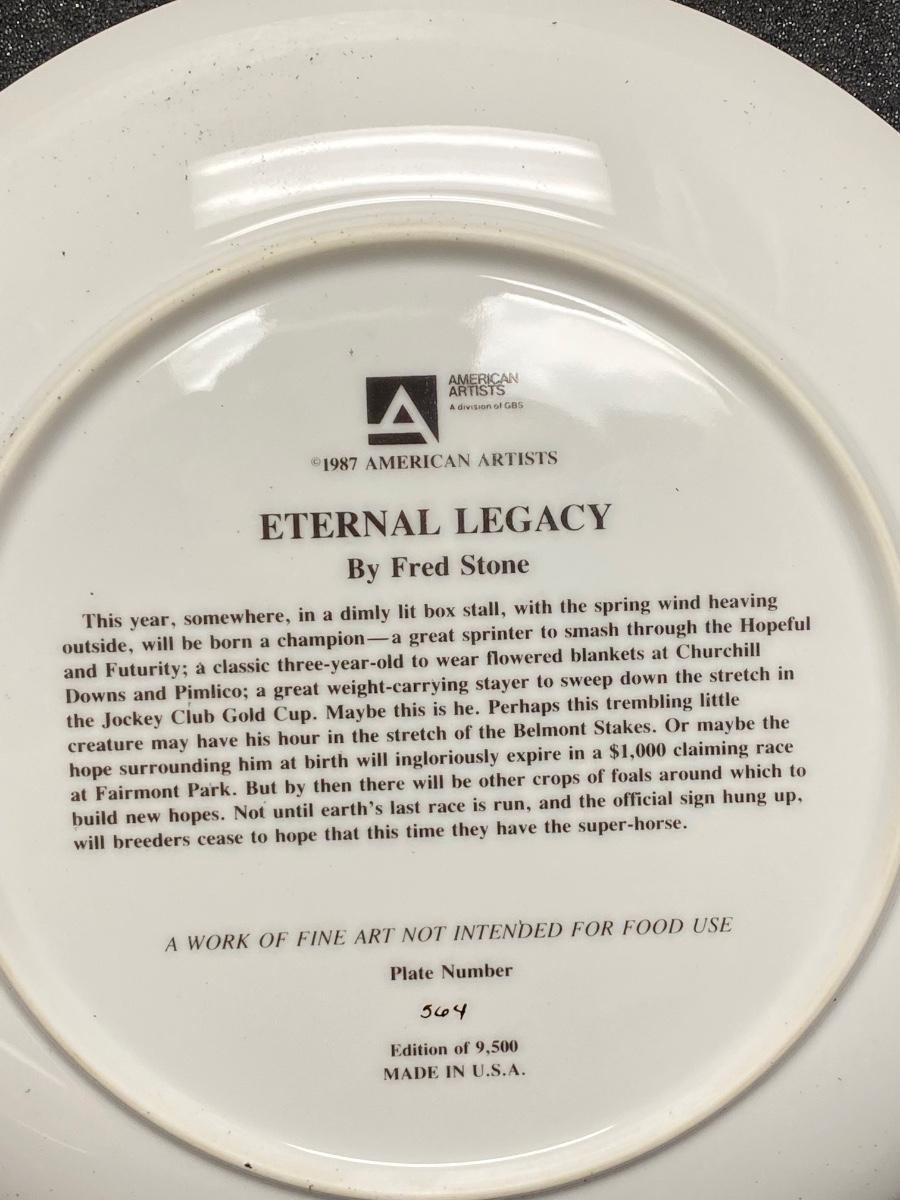 AMERICAN
ARTISTS
A division of GBS
©1987 AMERICAN ARTISTS
ETERNAL LEGACY
By Fred Stone
This year, somewhere, in a dimly lit box stall, with the spring wind heaving
outside, will be born a champion—a great sprinter to smash through the Hopeful
and Futurity; a classic three-year-old to wear flowered blankets at Churchill
Downs and Pimlico; a great weight-carrying stayer to sweep down the stretch in
the Jockey Club Gold Cup. Maybe this is he. Perhaps this trembling little
creature may have his hour in the stretch of the Belmont Stakes. Or maybe the
hope surrounding him at birth will ingloriously expire in a $1,000 claiming race
at Fairmont Park. But by then there will be other crops of foals around which to
build new hopes. Not until earth's last race is run, and the official sign hung up,
will breeders cease to hope that this time they have the super-horse.
A WORK OF FINE ART NOT INTENDED FOR FOOD USE
Plate Number
564
Edition of 9,500
MADE IN U.S.A.